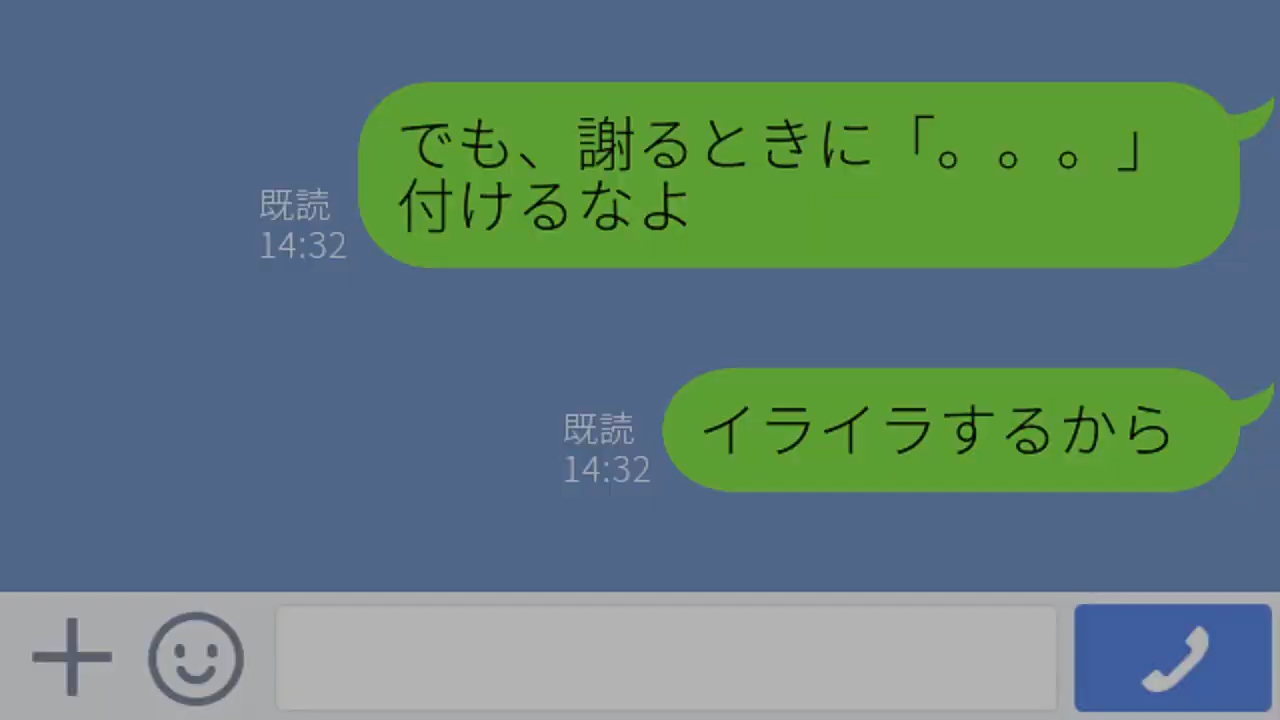 でも、謝るときに「。。。」
付けるなよ
既読
14:32
イライラするから
既読
14:32